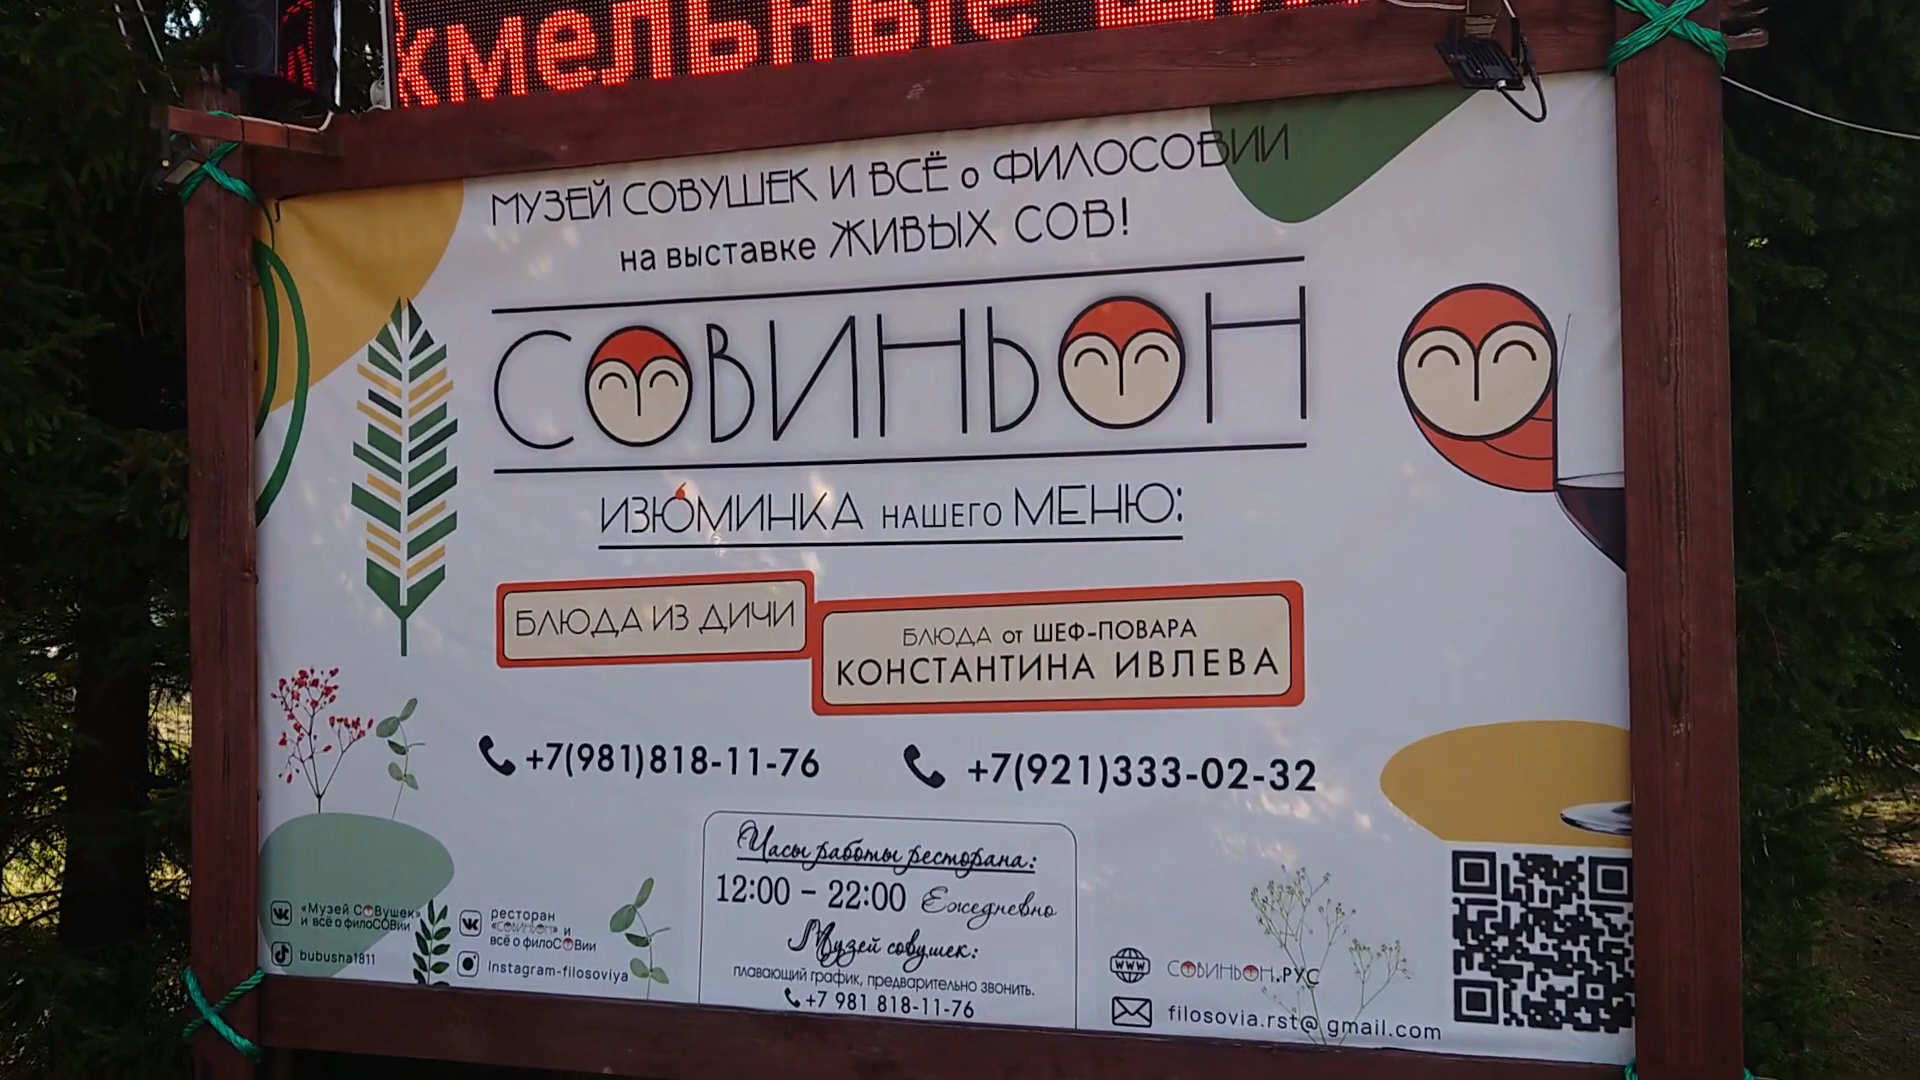 кмельные
МУЗЕЙ СОВУШЕК И ВСЁ о ФИЛОСОВИИ
на выставке ЖИВЫХ СОВ!
СОВИНЬОН
ИЗЮМИНКА НАШЕГО МЕНЮ:
БЛЮДА ИЗ ДИЧИ
БЛЮДА от ШЕФ-ПОВАРА
КОНСТАНТИНА ИВЛЕВА
+7(981)818-11-76
+7(921)333-02-32
Часы работы ресторана:
12:00 - 22:00 Ежедневно
Музей совушек:
плавающий график, предварительно звонить.
+7 981 818-11-76
«Музей СОВушек»
и всё о филоСОВии
bubusha1811
ресторан
«СОВИНЬОН» и
всё о филоСОВии
Instagram-filosoviya
WWW
СОВИНЬОН.РУС
filosovia.rst@gmail.com